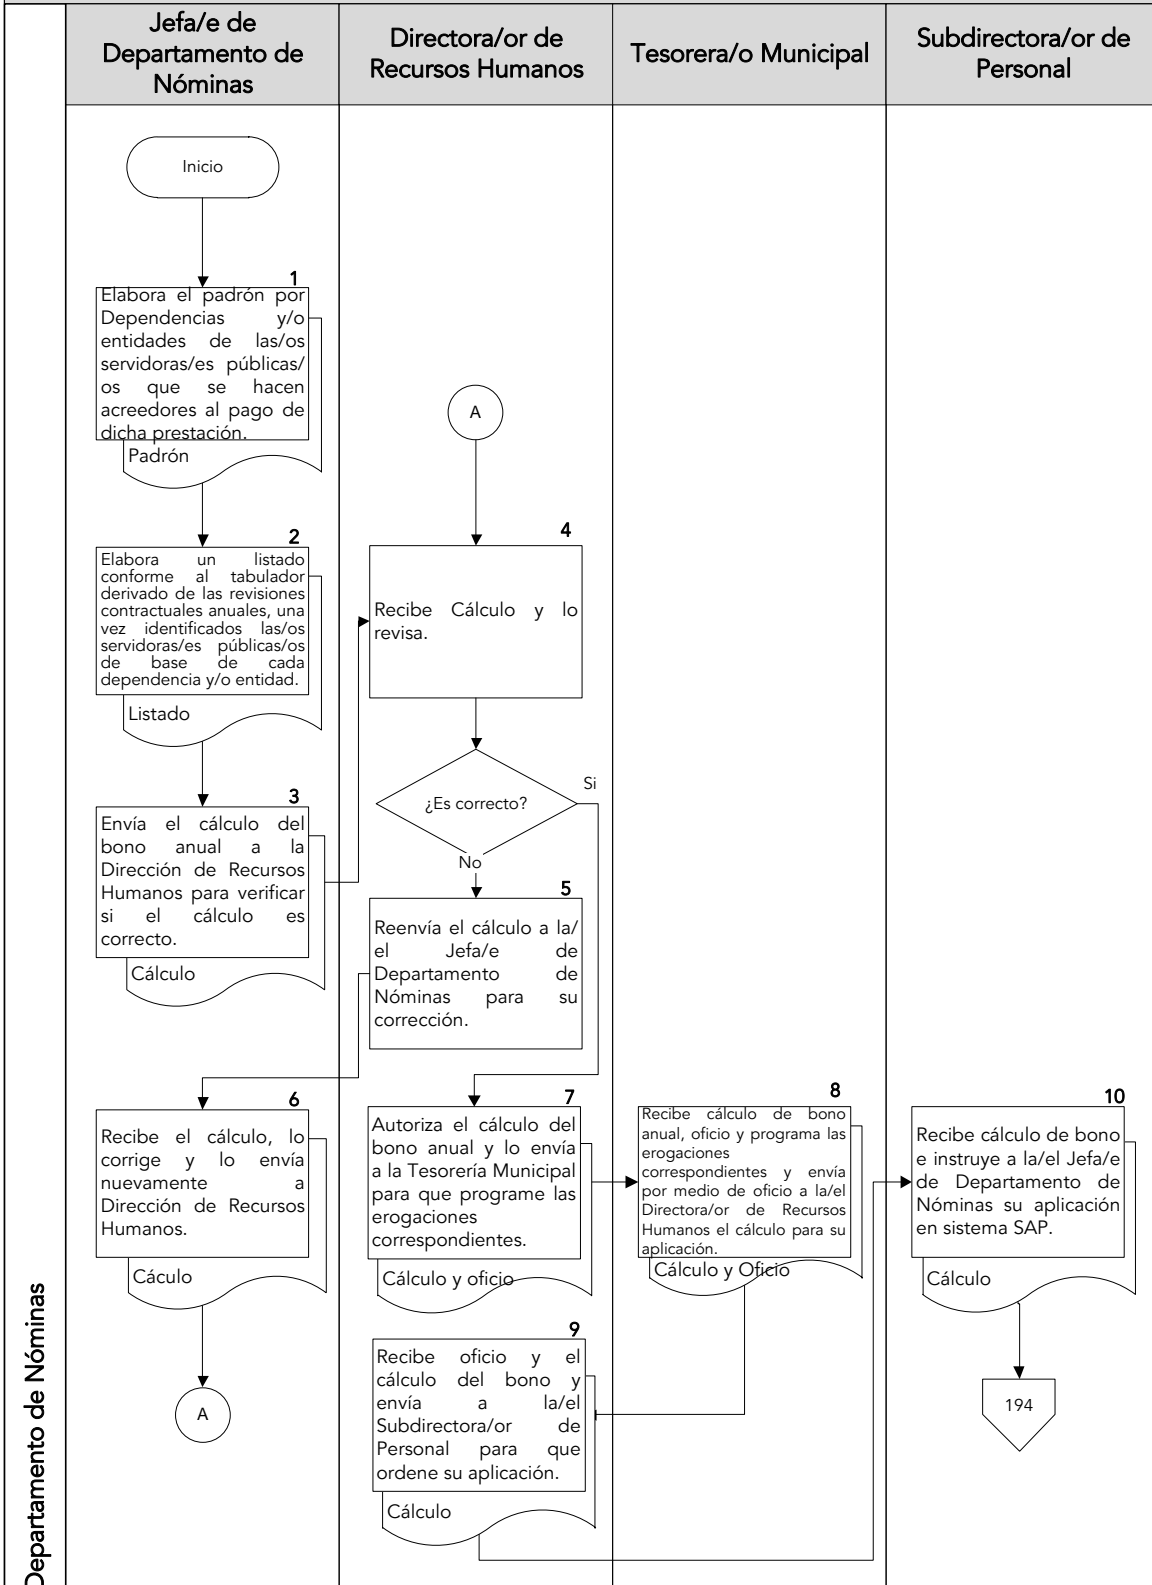 Jefa/e de
Departamento de
Nóminas
Directora/or de
Recursos Humanos
Tesorera/o Municipal
Subdirectora/or de
Personal
Departamento de Nóminas
Inicio
1
Elabora el padrón por
Dependencias y/o
entidades de las/os
servidoras/es públicas/
os que se hacen
acreedores al pago de
dicha prestación.
Padrón
2
Elabora un listado
conforme al tabulador
derivado de las revisiones
contractuales anuales, una
vez identificados las/os
servidoras/es públicas/os
de base de cada
dependencia y/o entidad.
Listado
3
Envía el cálculo del
bono anual a la
Dirección de Recursos
Humanos para verificar
si el cálculo es
correcto.
Cálculo
A
4
Recibe Cálculo y lo
revisa.
¿Es correcto?
Si
No
5
Reenvía el cálculo a la/
el Jefa/e de
Departamento de
Nóminas para su
corrección.
6
Recibe el cálculo, lo
corrige y lo envía
nuevamente a
Dirección de Recursos
Humanos.
Cáculo
A
7
Autoriza el cálculo del
bono anual y lo envía
a la Tesorería Municipal
para que programe las
erogaciones
correspondientes.
Cálculo y oficio
8
Recibe cálculo de bono
anual, oficio y programa las
erogaciones
correspondientes y envía
por medio de oficio a la/el
Directora/or de Recursos
Humanos el cálculo para su
aplicación.
Cálculo y Oficio
9
Recibe oficio y el
cálculo del bono y
envía a la/el
Subdirectora/or de
Personal para que
ordene su aplicación.
Cálculo
10
Recibe cálculo de bono
e instruye a la/el Jefa/e
de Departamento de
Nóminas su aplicación
en sistema SAP.
Cálculo
194